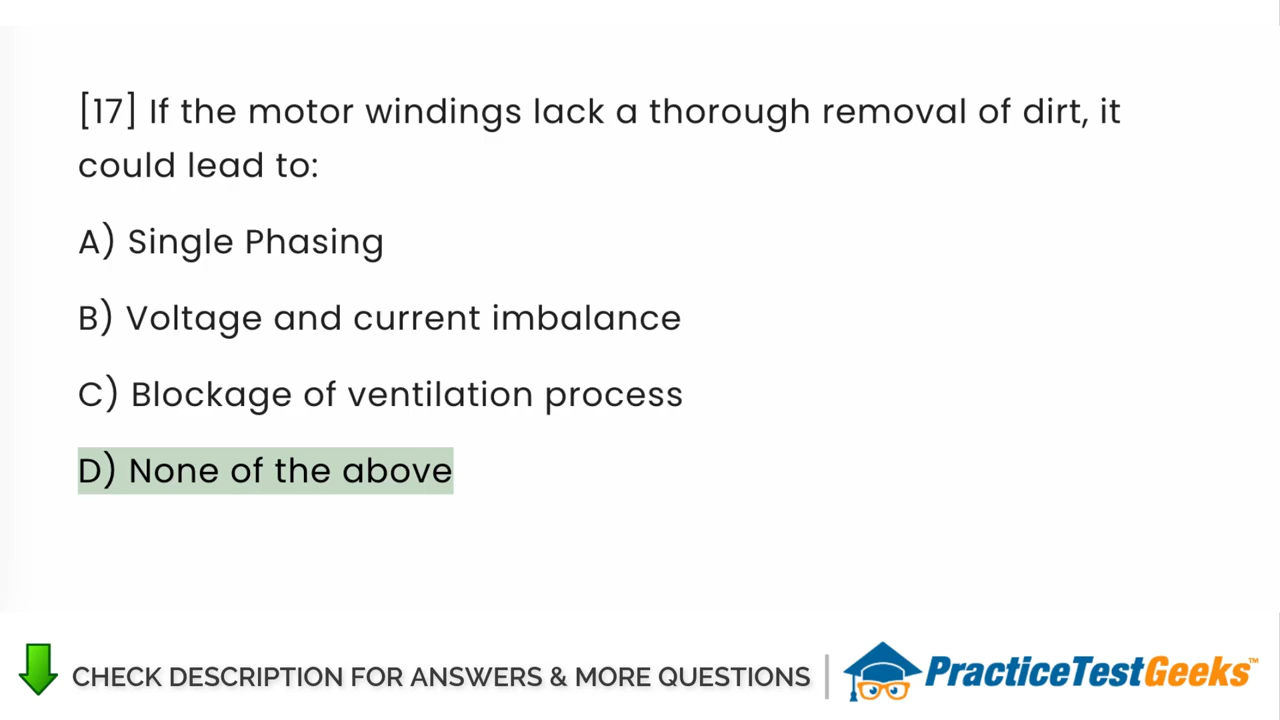 [17] If the motor windings lack a thorough removal of dirt, it
could lead to:
A) Single Phasing
B) Voltage and current imbalance
C) Blockage of ventilation process
D) None of the above
CHECK DESCRIPTION FOR ANSWERS & MORE QUESTIONS | PracticeTestGeeks™